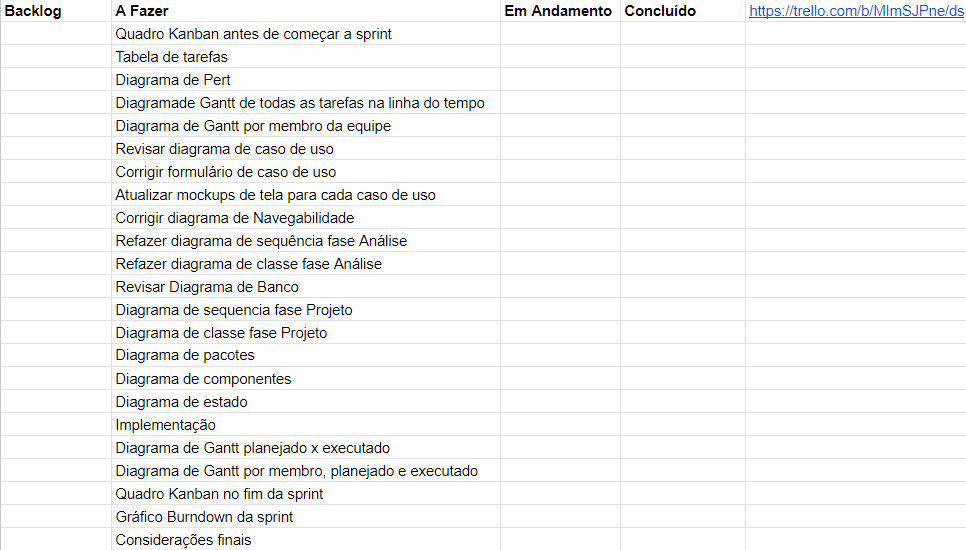 Backlog A Fazer Em Andamento Concluído https://trello.com/b/MlmSJPne/ds
Quadro Kanban antes de começar a sprint
Tabela de tarefas
Diagrama de Pert
Diagramade Gantt de todas as tarefas na linha do tempo
Diagrama de Gantt por membro da equipe
Revisar diagrama de caso de uso
Corrigir formulário de caso de uso
Atualizar mockups de tela para cada caso de uso
Corrigir diagrama de Navegabilidade
Refazer diagrama de sequência fase Análise
Refazer diagrama de classe fase Análise
Revisar Diagrama de Banco
Diagrama de sequencia fase Projeto
Diagrama de classe fase Projeto
Diagrama de pacotes
Diagrama de componentes
Diagrama de estado
Implementação
Diagrama de Gantt planejado x executado
Diagrama de Gantt por membro, planejado e executado
Quadro Kanban no fim da sprint
Gráfico Burndown da sprint
Considerações finais